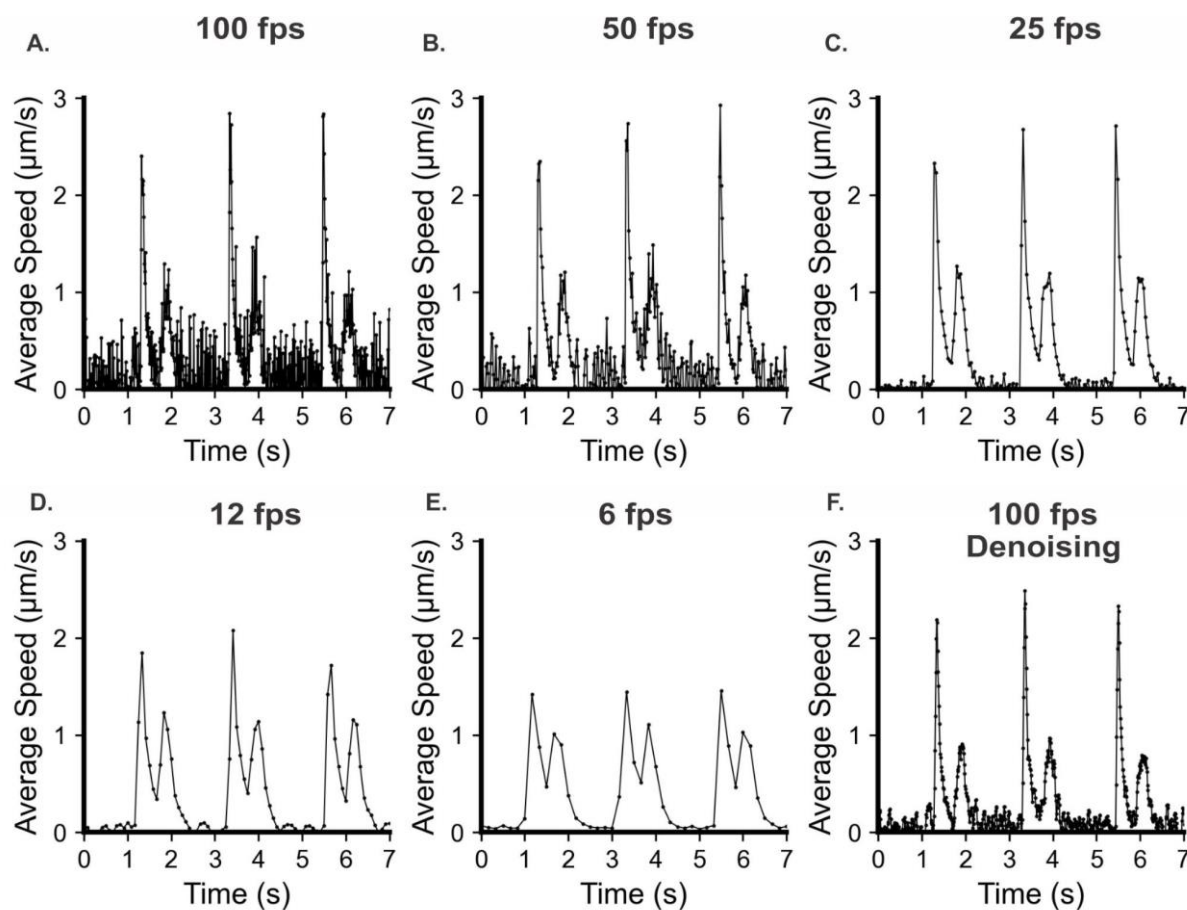 A.
100 fps
Average Speed (μm/s)
3
2
1
0
0 1 2 3 4 5 6 7
Time (s)
B.
50 fps
Average Speed (μm/s)
3
2
1
0
0 1 2 3 4 5 6 7
Time (s)
C.
25 fps
Average Speed (μm/s)
3
2
1
0
0 1 2 3 4 5 6 7
Time (s)
D.
12 fps
Average Speed (μm/s)
3
2
1
0
0 1 2 3 4 5 6 7
Time (s)
E.
6 fps
Average Speed (μm/s)
3
2
1
0
0 1 2 3 4 5 6 7
Time (s)
F.
100 fps
Denoising
Average Speed (μm/s)
3
2
1
0
0 1 2 3 4 5 6 7
Time (s)